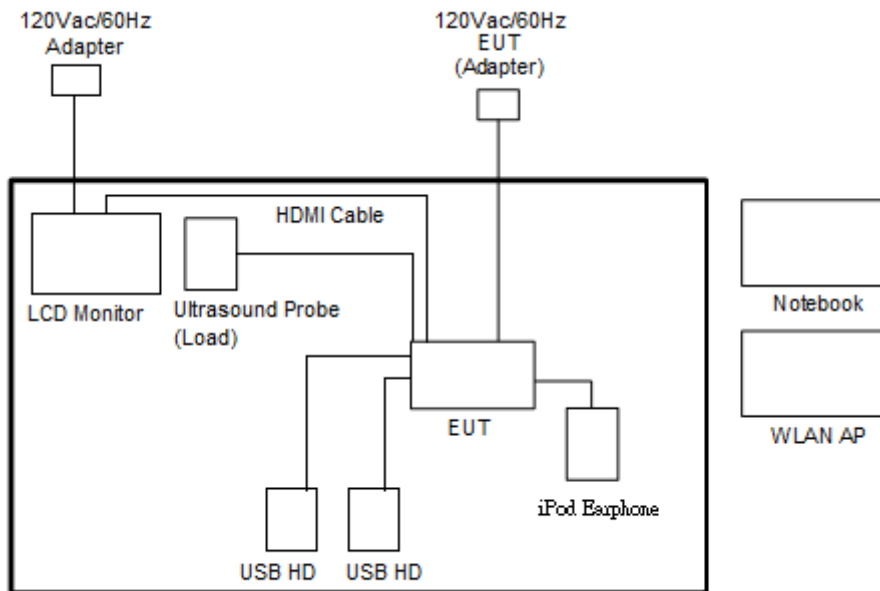 120Vac/60Hz
Adapter
120Vac/60Hz
EUT
(Adapter)
HDMI Cable
LCD Monitor
Ultrasound Probe
(Load)
Notebook
EUT
WLAN AP
iPod Earphone
USB HD
USB HD